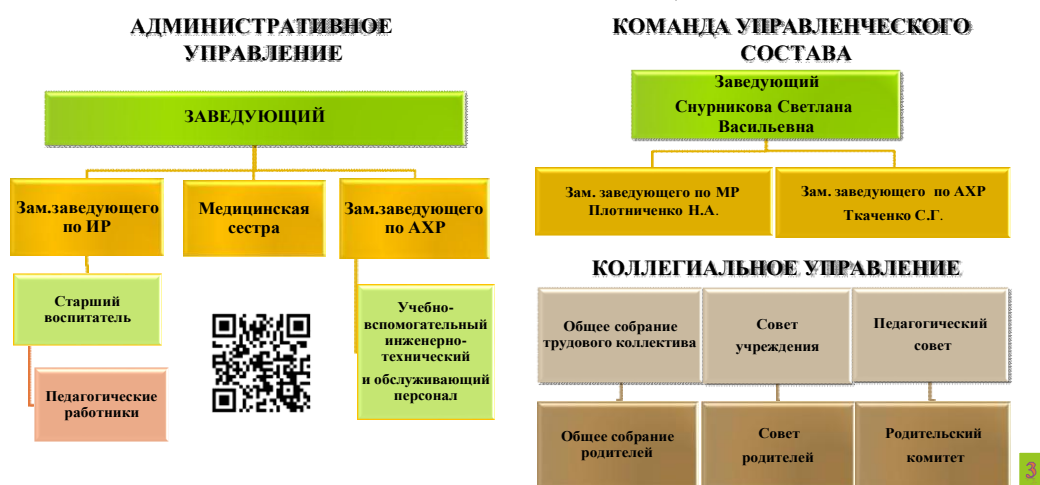 АДМИНИСТРАТИВНОЕ
УПРАВЛЕНИЕ
ЗАВЕДУЮЩИЙ
Зам.заведующего
по ИР
Медицинская
сестра
Зам.заведующего
по АХР
Старший
воспитатель
Педагогические
работники
Учебно-
вспомогательный
инженерно-
технический
и обслуживающий
персонал
КОМАНДА УПРАВЛЕНЧЕСКОГО
СОСТАВА
Заведующий
Снурникова Светлана
Васильевна
Зам. заведующего по МР
Плотниченко Н.А.
Зам. заведующего по АХР
Ткаченко С.Г.
КОЛЛЕГИАЛЬНОЕ УПРАВЛЕНИЕ
Общее собрание
трудового коллектива
Совет
учреждения
Педагогический
совет
Общее собрание
родителей
Совет
родителей
Родительский
комитет
3